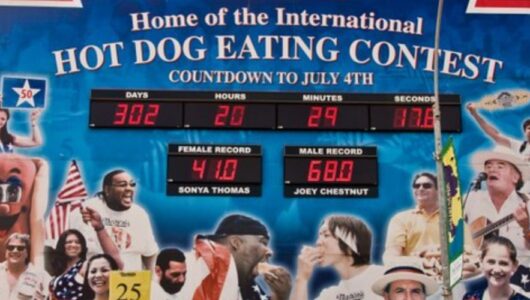 Home of the International
HOT DOG EATING CONTEST
COUNTDOWN TO JULY 4TH
50
DAYS HOURS MINUTES SECONDS
302 20 29 17.6
FEMALE RECORD MALE RECORD
41.0 68.0
SONYA THOMAS JOEY CHESTNUT
25